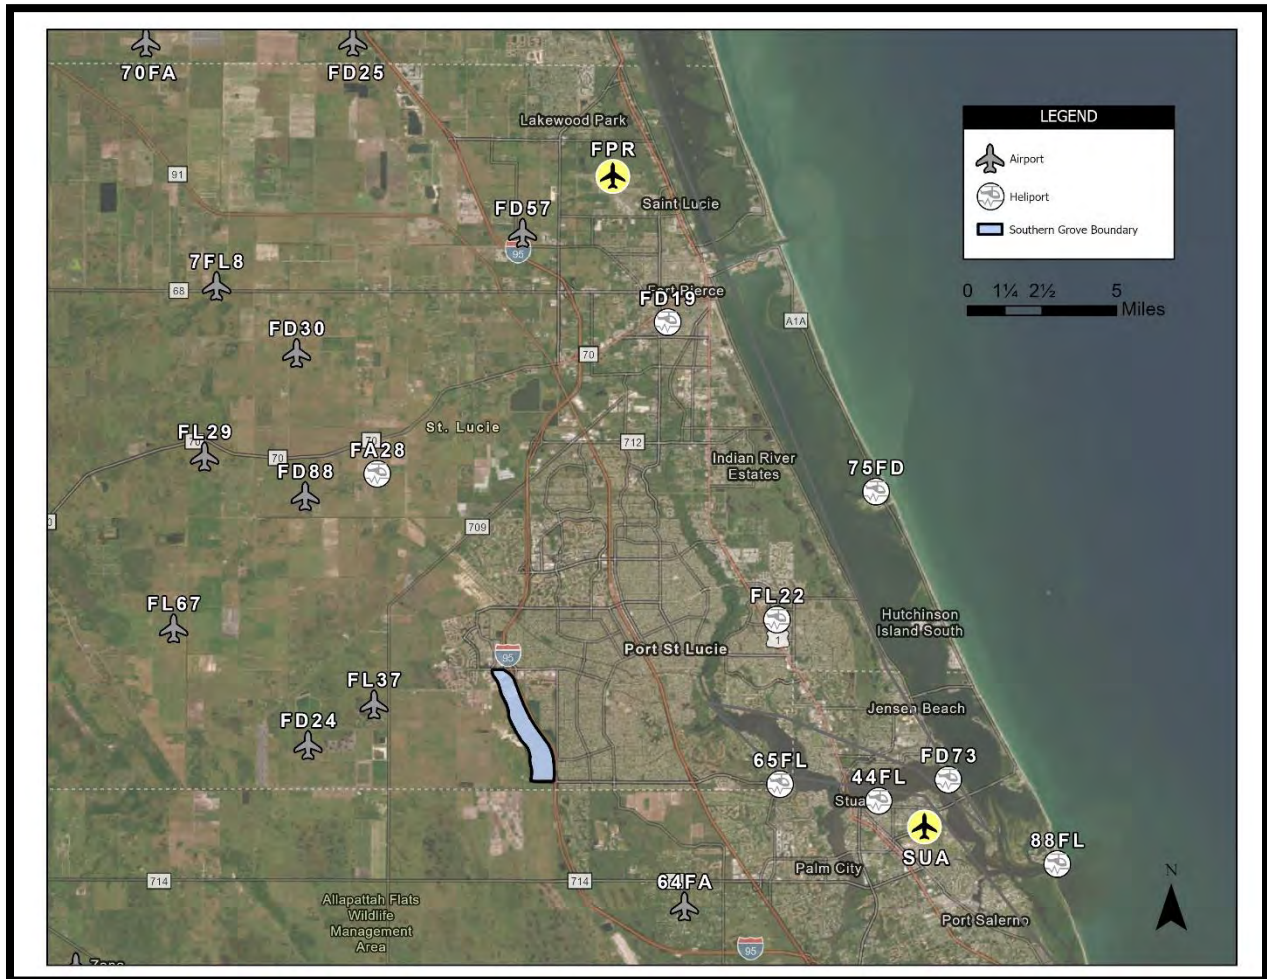 70FA
FD25
LEGEND
Airport
Heliport
Southern Grove Boundary
Lakewood Park
FPR
91
Saint Lucie
FD57
95
7FL8
68
Fort Pierce
FD19
0 1¼ 2½ 5
Miles
A1A
FD30
70
St. Lucie
FL29
70
70
FA28
70
FD88
712
Indian River
Estates
75FD
709
FL67
FL22
1
Hutchinson
Island South
Port St Lucie
95
FL37
FD24
Jensen Beach
65FL
44FL
FD73
SUA
88FL
Palm City
N
714
714
64FA
Allapattah Flats
Wildlife
Management
Area
Port Salerno
95